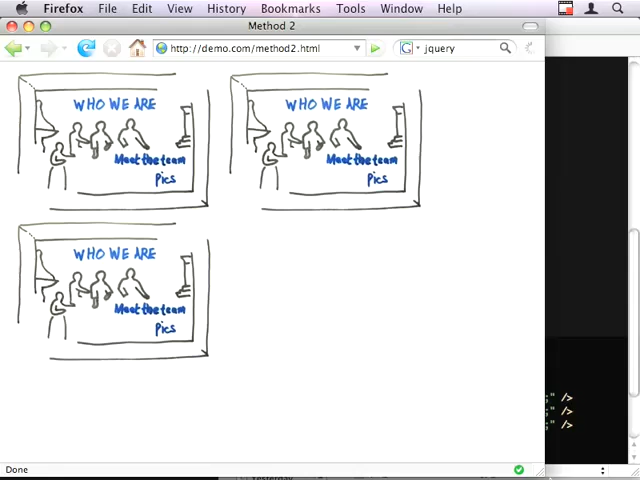 Firefox File Edit View History Bookmarks Tools Window Help
Method 2
http://demo.com/method2.html
jquery
WHO WE ARE
Meet the team
Pics
WHO WE ARE
Meet the team
Pics
WHO WE ARE
Meet the team
Pics
;" />
;" />
;" />
Done
Yesterday